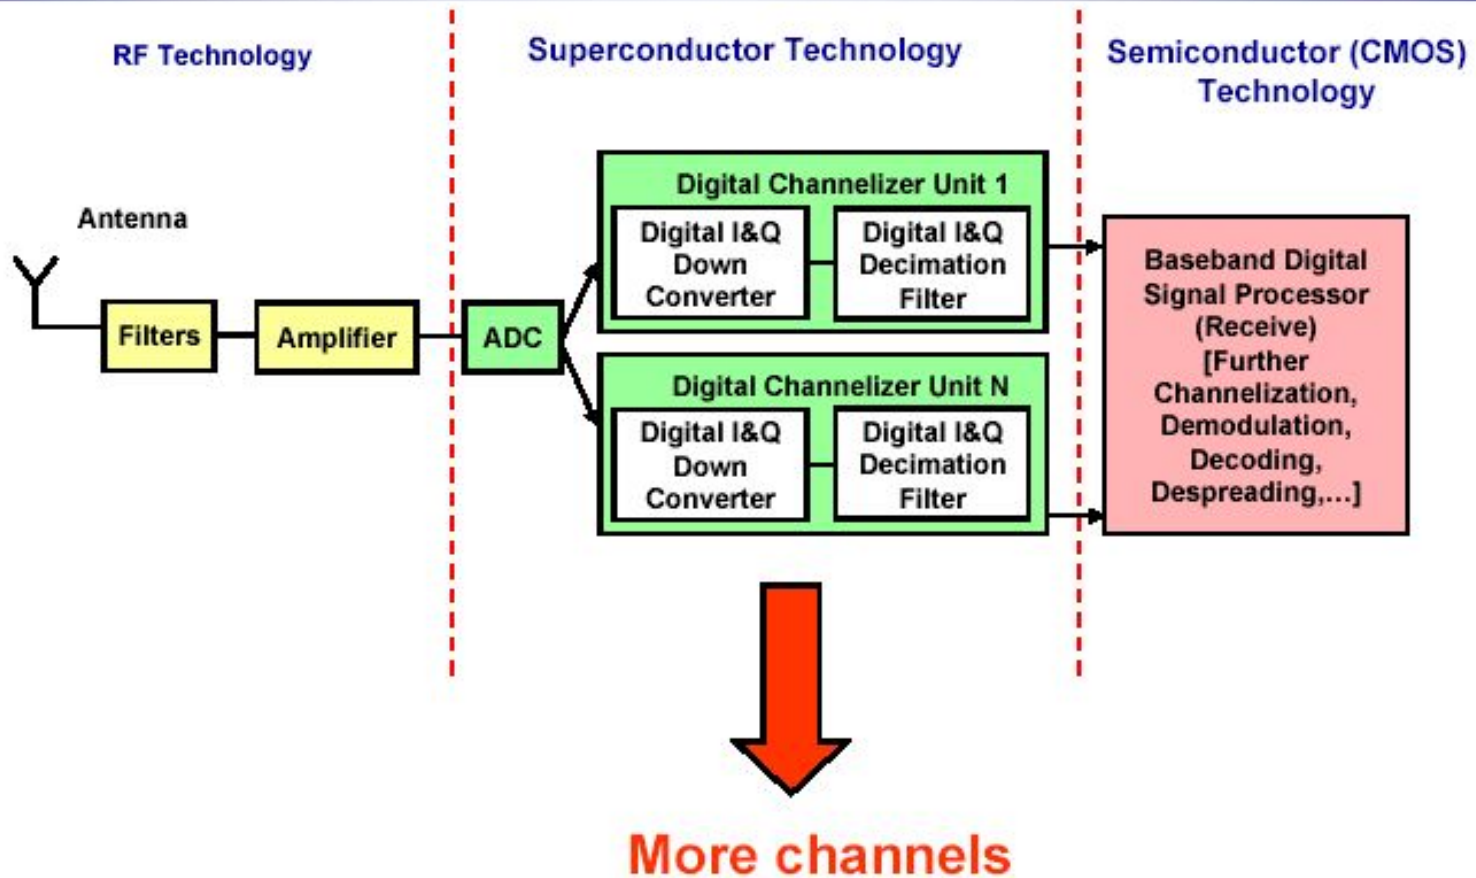 RF Technology
Superconductor Technology
Semiconductor (CMOS)
Technology
Antenna
Filters
Amplifier
ADC
Digital Channelizer Unit 1
Digital I&Q
Down
Converter
Digital I&Q
Decimation
Filter
Digital Channelizer Unit N
Digital I&Q
Down
Converter
Digital I&Q
Decimation
Filter
Baseband Digital
Signal Processor
(Receive)
[Further
Channelization,
Demodulation,
Decoding,
Despreading,...]
More channels